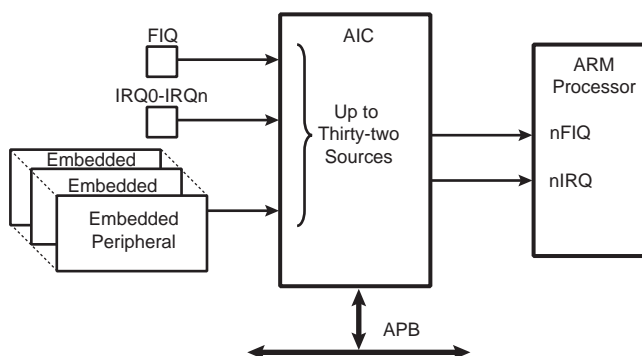 FIQ
IRQ0-IRQn
Embedded
Embedded
Embedded
Peripheral
AIC
Up to
Thirty-two
Sources
APB
ARM
Processor
nFIQ
nIRQ